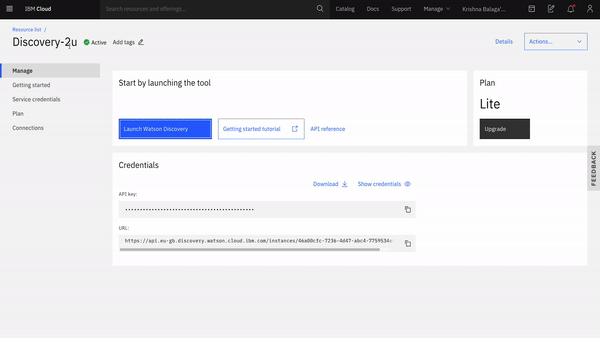 IBM Cloud
Search resources and offerings...
Catalog
Docs
Support
Manage
Krishna Balaga'...
Resource list /
Discovery-2u
Active
Add tags
Details
Actions...
Manage
Getting started
Service credentials
Plan
Connections
Start by launching the tool
Launch Watson Discovery
Getting started tutorial
API reference
Plan
Lite
Upgrade
Credentials
Download
Show credentials
API key:
URL:
https://api.eu-gb.discovery.watson.cloud.ibm.com/instances/46a00cfc-7236-4d47-abc4-7759534c
FEEDBACK